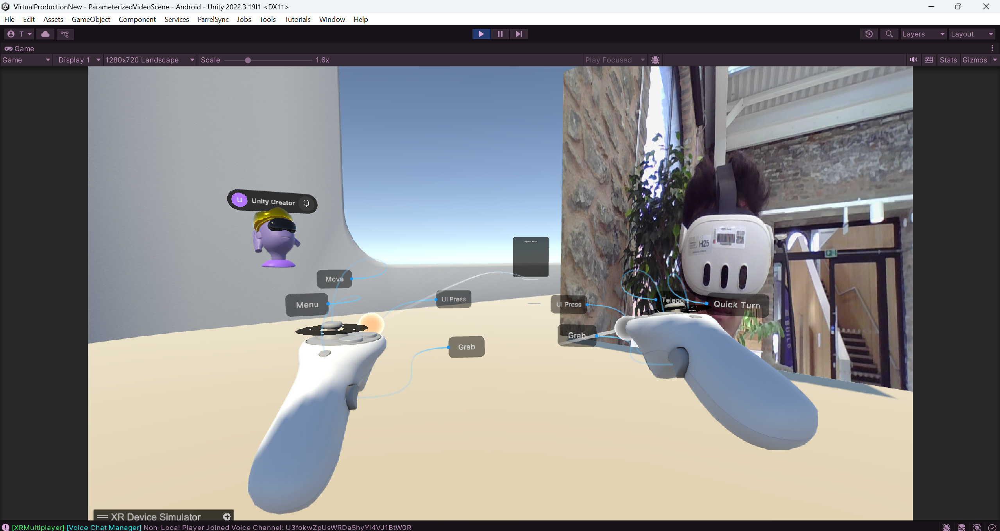 VirtualProductionNew - ParameterizedVideoScene - Android - Unity 2022.3.19f1 <DX11>
File Edit Assets GameObject Component Services ParrelSync Jobs Tools Tutorials Window Help
T Layers Layout
Game
Game Display 1 1280x720 Landscape Scale 1.6x Play Focused Stats Gizmos
U Unity Creator
H25
Move
Menu
UI Press
Grab
UI Press
Teleport
Quick Turn
Grab
BUILD
XR Device Simulator
[XRMultiplayer] [Voice Chat Manager] Non-Local Player Joined Voice Channel: U3fokwZpUsWRDa5hyYI4VJ1BtW0R